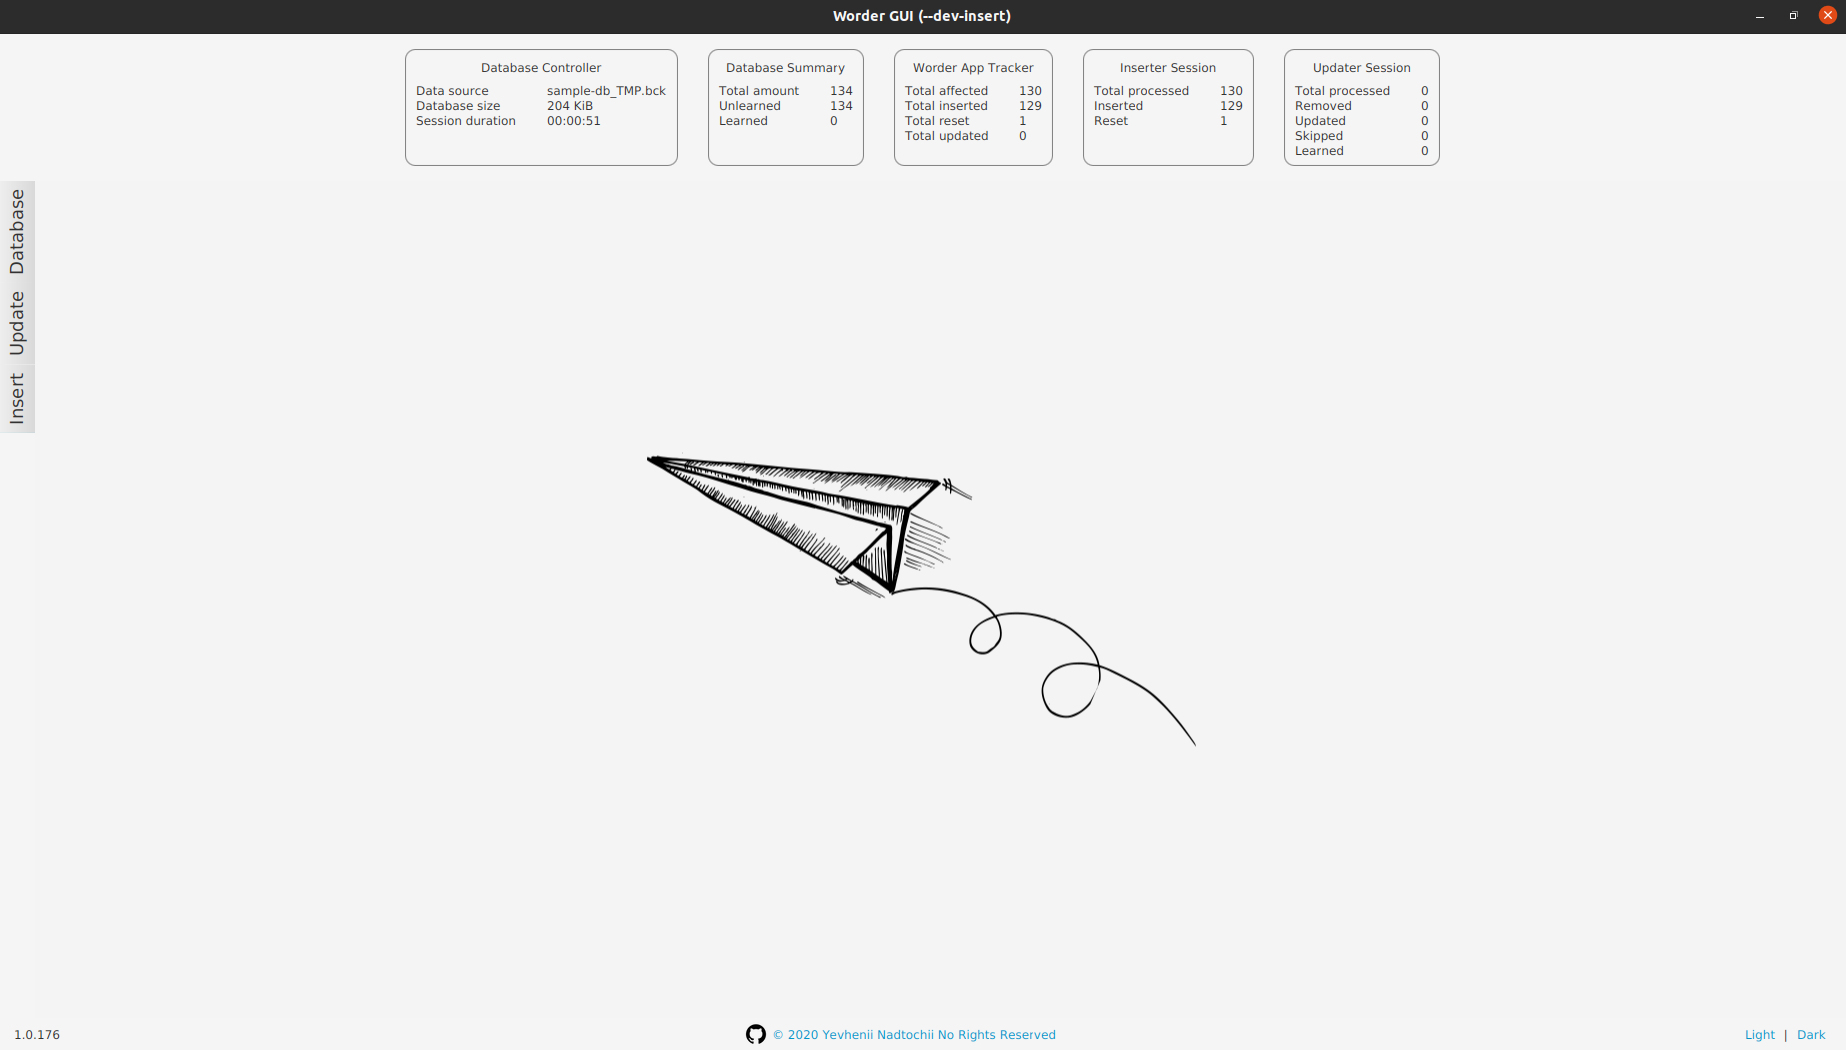 Worder GUI (--dev-insert)
Database Controller
Data source sample-db_TMP.bck
Database size 204 KiB
Session duration 00:00:51
Database Summary
Total amount 134
Unlearned 134
Learned 0
Worder App Tracker
Total affected 130
Total inserted 129
Total reset 1
Total updated 0
Inserter Session
Total processed 130
Inserted 129
Reset 1
Updater Session
Total processed 0
Removed 0
Updated 0
Skipped 0
Learned 0
Database
Update
Insert
1.0.176
© 2020 Yevhenii Nadtochii No Rights Reserved
Light | Dark